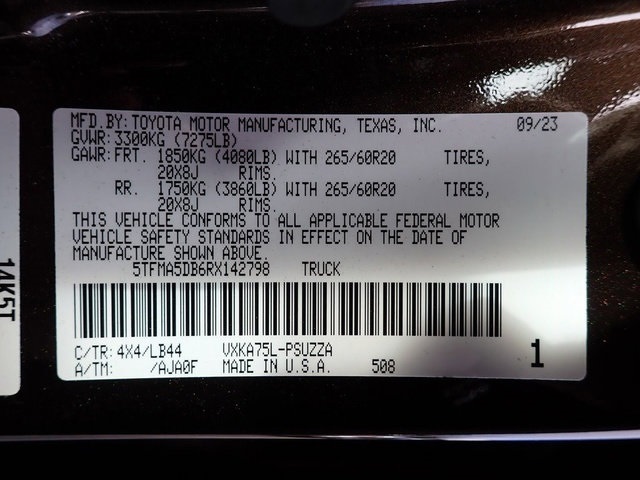 MFD.BY: TOYOTA MOTOR MANUFACTURING, TEXAS, INC. 09/23
GVWR: 3300KG (7275LB)
GAWR: FRT. 1850KG (4080LB) WITH 265/60R20 TIRES,
20X8J RIMS.
RR. 1750KG (3860LB) WITH 265/60R20 TIRES,
20X8J RIMS.
THIS VEHICLE CONFORMS TO ALL APPLICABLE FEDERAL MOTOR
VEHICLE SAFETY STANDARDS IN EFFECT ON THE DATE OF
MANUFACTURE SHOWN ABOVE.
5TFMA5DB6RX142798 TRUCK
C/TR: 4X4/LB44 VXKA75L-PSUZZA
A/TM: /AJA0F MADE IN U.S.A. 508
1
14K5T